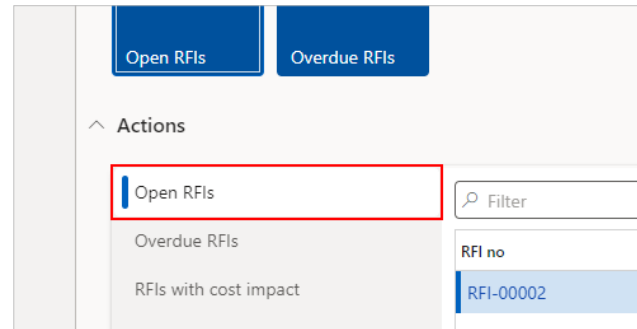 Open RFIs
Overdue RFIs
Actions
Open RFIs
Overdue RFIs
RFIs with cost impact
Filter
RFI no
RFI-00002